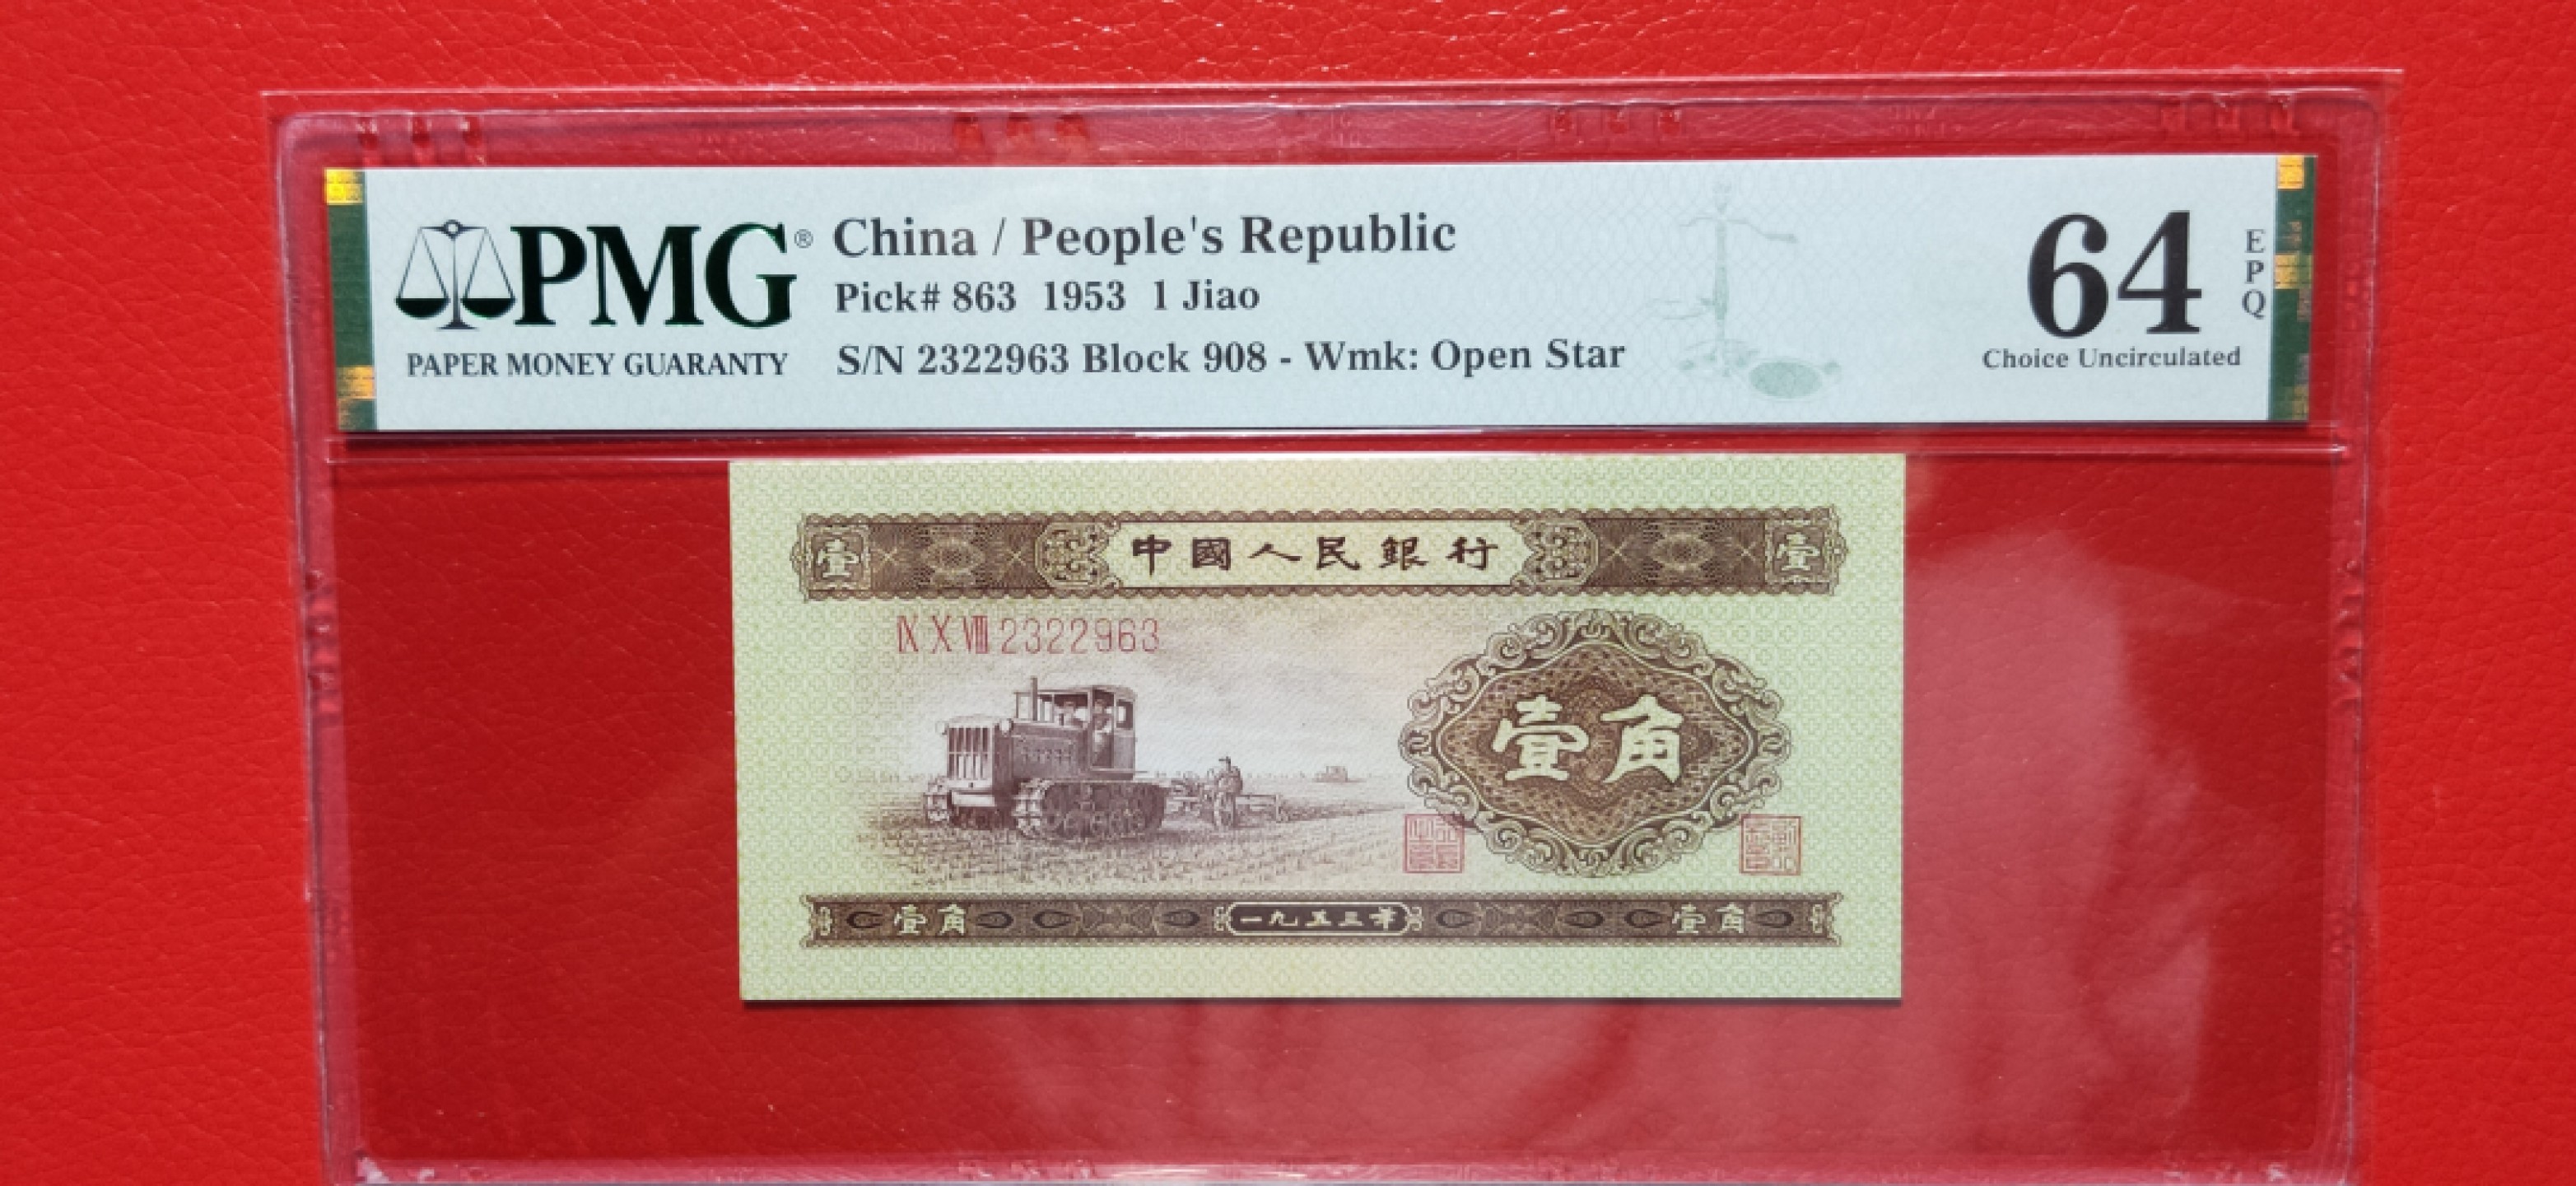 PMG®
PAPER MONEY GUARANTY
China / People's Republic
Pick# 863 1953 1 Jiao
S/N 2322963 Block 908 - Wmk: Open Star
64
EPQ
Choice Uncirculated
壹 中國人民銀行 壹
ⅨⅩⅧ 2322963
壹角
壹角 一九五三年 壹角